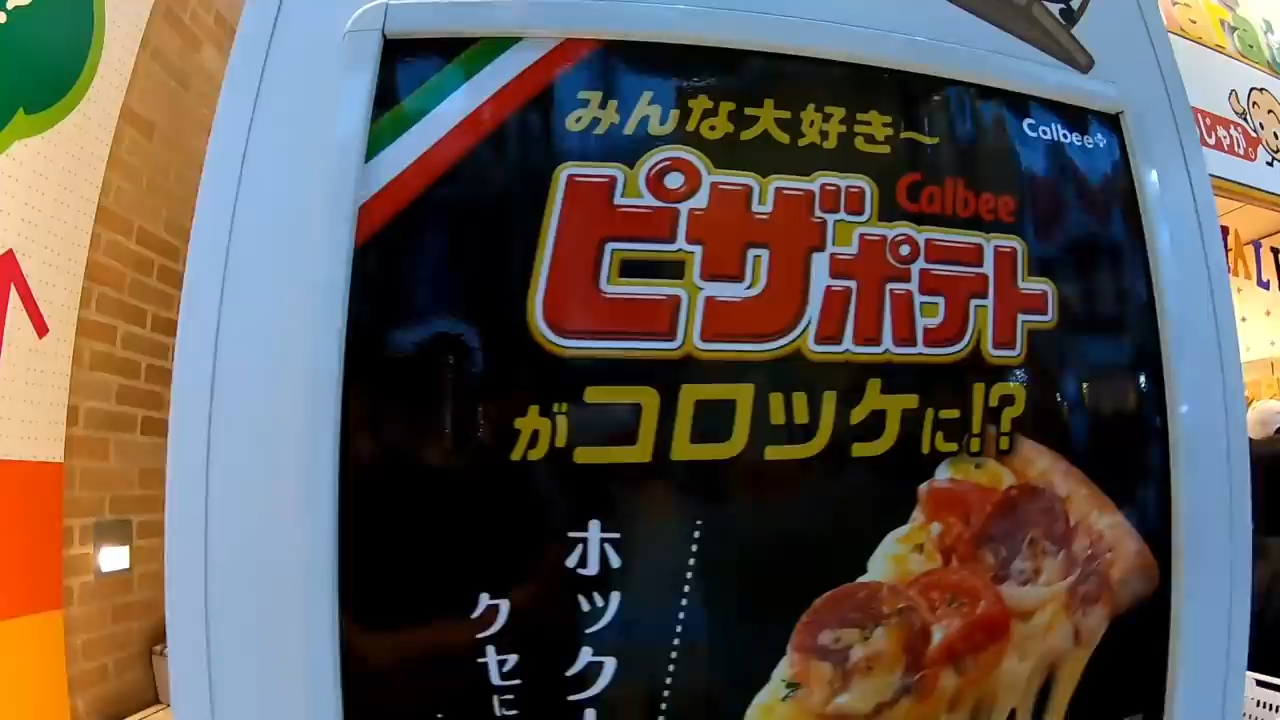 みんな大好き～
Calbee+
Calbee
ピザポテト
がコロッケに!?
ホック
クセに
じゃが。